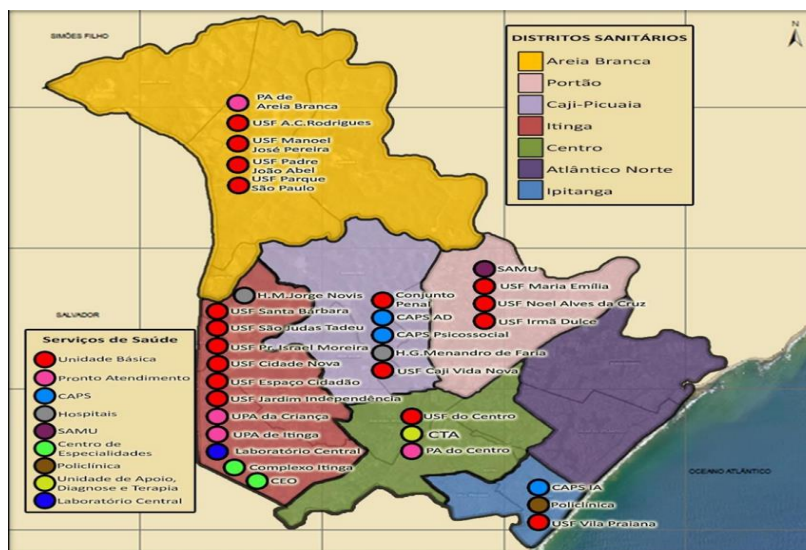 SIMÕES FILHO
DISTRITOS SANITÁRIOS
Areia Branca
Portão
Caji-Picuaia
Itinga
Centro
Atlântico Norte
Ipitanga
N
PA de
Areia Branca
USF A.C.Rodrigues
USF Manoel
José Pereira
USF Padre
João Abel
USF Parque
São Paulo
SALVADOR
H.M.Jorge Novis
USF Santa Bárbara
USF São Judas Tadeu
USF Pr. Israel Moreira
USF Cidade Nova
USF Espaço Cidadão
USF Jardim Independência
UPA da Criança
UPA de Itinga
Laboratório Central
Complexo Itinga
CEO
Conjunto
Penal
CAPS AD
CAPS Psicossocial
H.G.Menandro de Faria
USF Caji Vida Nova
SAMU
USF Maria Emília
USF Noel Alves da Cruz
USF Irmã Dulce
USF do Centro
CTA
PA do Centro
CAPS IA
Policlínica
USF Vila Praiana
OCEANO ATLÂNTICO
Serviços de Saúde
Unidade Básica
Pronto Atendimento
CAPS
Hospitais
SAMU
Centro de
Especialidades
Policlínica
Unidade de Apoio,
Diagnose e Terapia
Laboratório Central